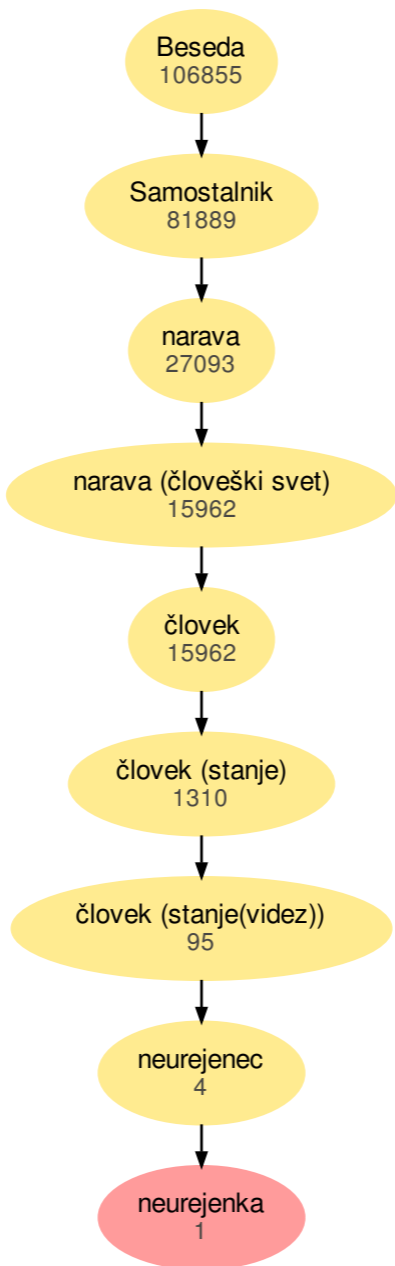 Beseda
106855
Samostalnik
81889
narava
27093
narava (človeški svet)
15962
človek
15962
človek (stanje)
1310
človek (stanje(videz))
95
neurejenec
4
neurejenka
1